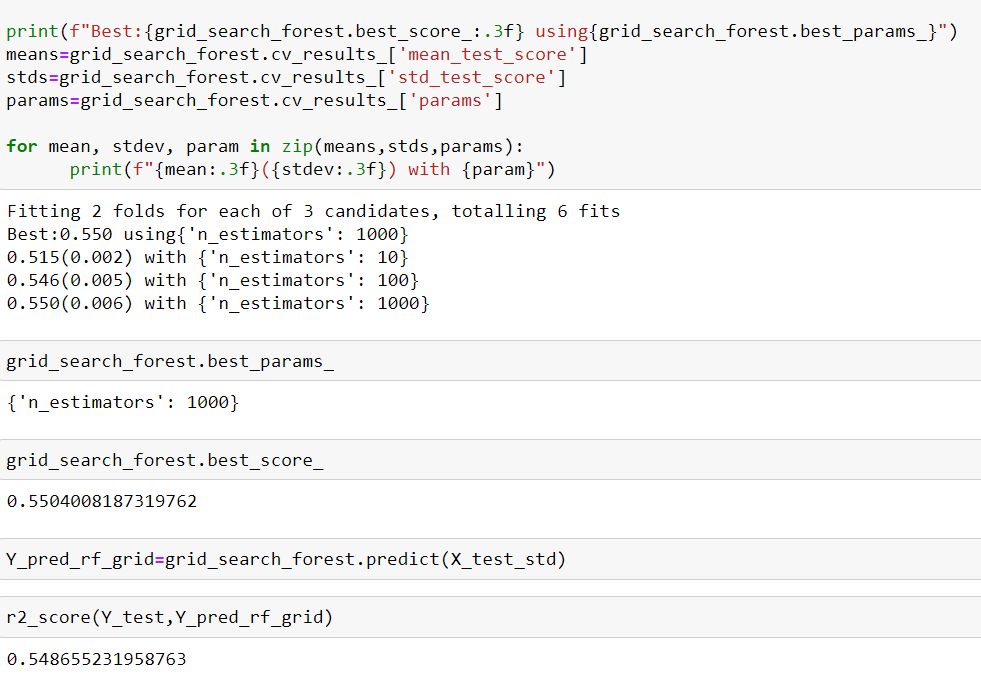 print(f"Best:{grid_search_forest.best_score_:.3f} using{grid_search_forest.best_params_}")
means=grid_search_forest.cv_results_['mean_test_score']
stds=grid_search_forest.cv_results_['std_test_score']
params=grid_search_forest.cv_results_['params']
for mean, stdev, param in zip(means,stds,params):
print(f"{mean:.3f}({stdev:.3f}) with {param}")
Fitting 2 folds for each of 3 candidates, totalling 6 fits
Best:0.550 using{'n_estimators': 1000}
0.515(0.002) with {'n_estimators': 10}
0.546(0.005) with {'n_estimators': 100}
0.550(0.006) with {'n_estimators': 1000}
grid_search_forest.best_params_
{'n_estimators': 1000}
grid_search_forest.best_score_
0.5504008187319762
Y_pred_rf_grid=grid_search_forest.predict(X_test_std)
r2_score(Y_test,Y_pred_rf_grid)
0.548655231958763